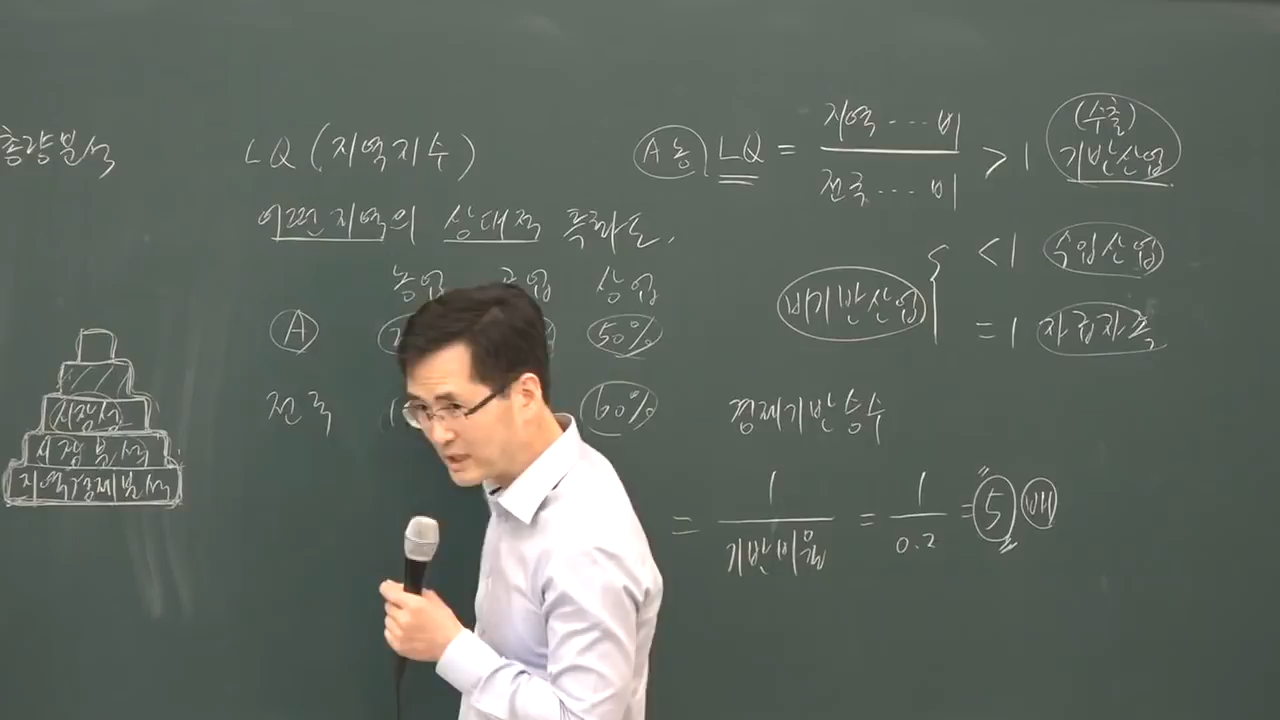 총량분석
LQ (지역지수)
어떤 지역의 상대적 특화도.
농업 공업 상업
A 50%
전국 60%
시장성
시장분석
지역경제분석
A 농 LQ = 지역 … 비 / 전국 … 비 > 1 (수출) 기반산업
비기반산업 { < 1 수입산업
= 1 자급자족
경제기반승수
= 1 / 기반비율 = 1 / 0.2 = "5" 배